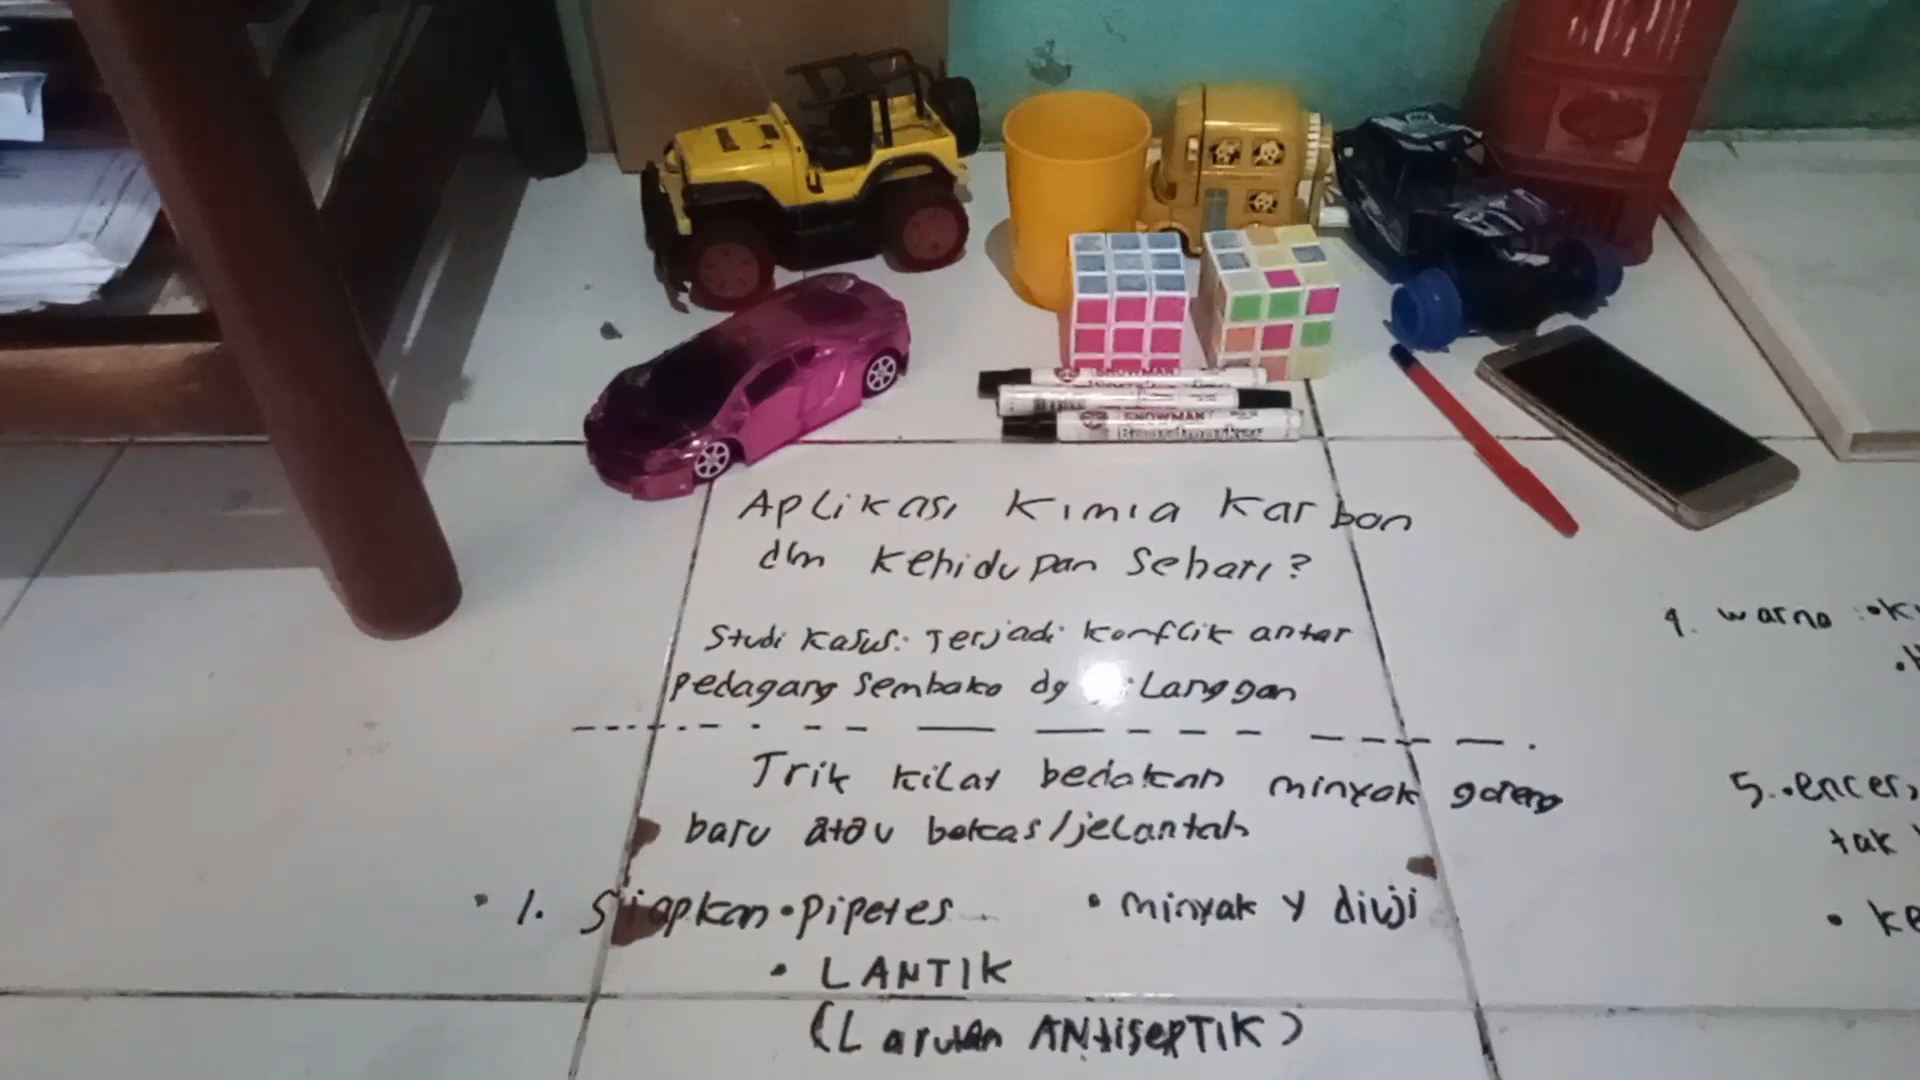 SNOWMAN
SNOWMAN
Boardmarker
Aplikasi Kimia Karbon
dlm Kehidupan Sehari?
Studi Kasus: Terjadi konflik antar
pedagang sembako dg Langgan
Trik kilat bedakan minyak goreng
baru atau bekas/jelantah
1. Siapkan • Pipetes • minyak y diuji
• LANTIK
(Larutan ANtiSEPTIK)
4. warna :
5. • encer,
tak
• ke